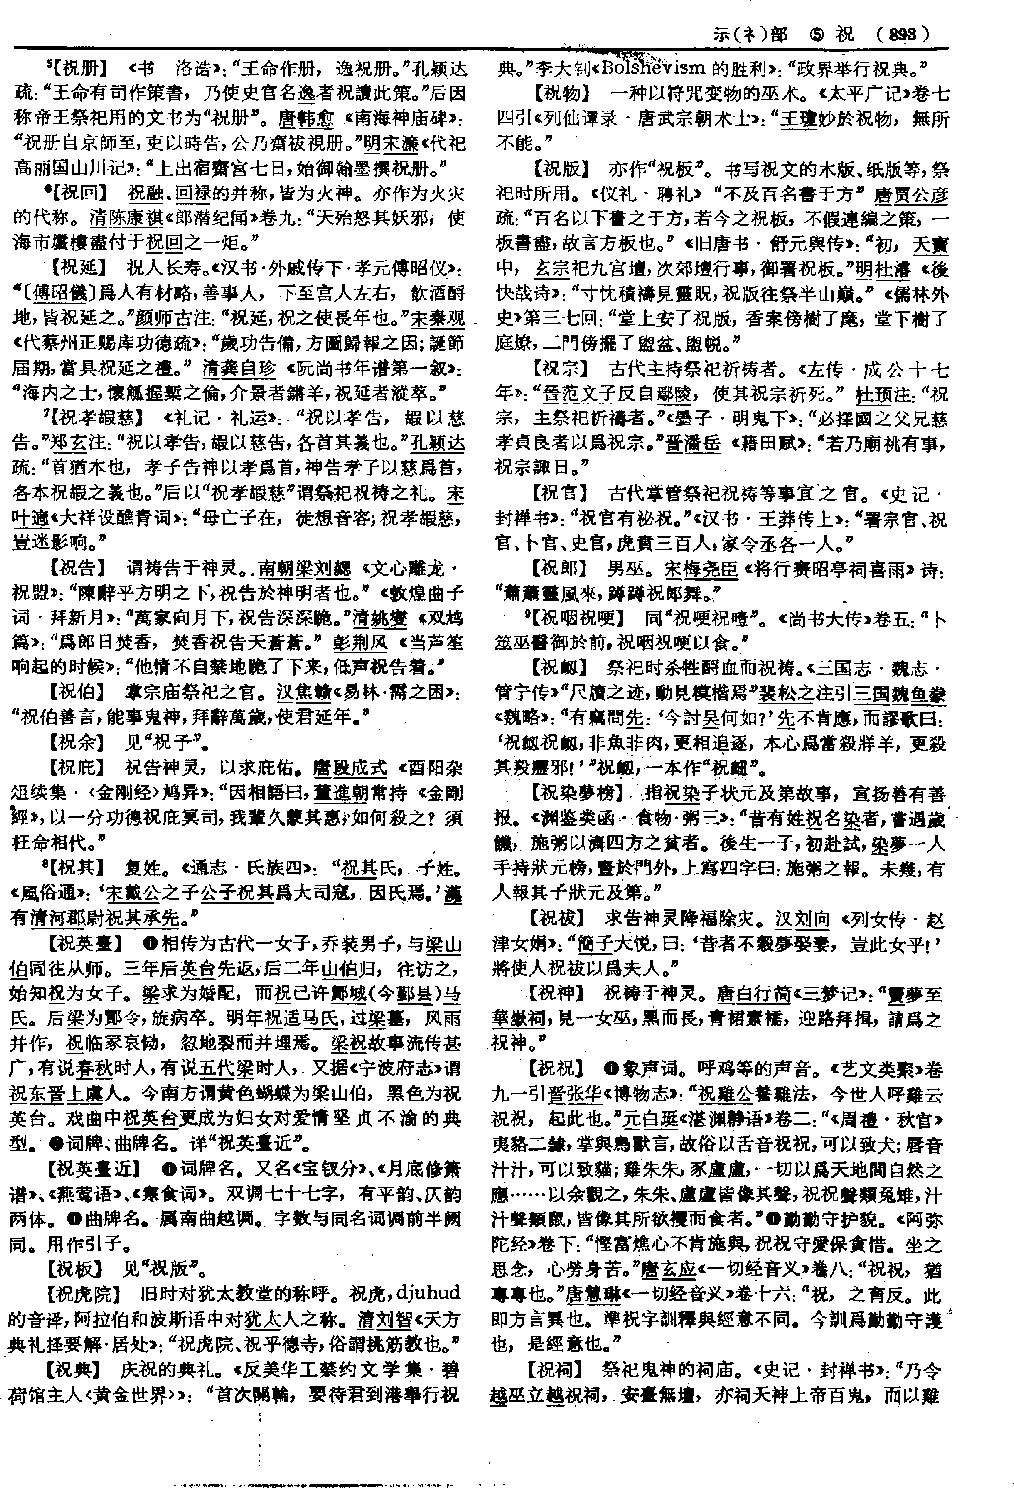 示(礻)部 ⑤ 祝 (893)
⁵【祝册】 《书·洛诰》：“王命作册，逸祝册。”孔颖达
疏：“王命有司作策書，乃使史官名逸者祝讀此策。”后因
称帝王祭祀用的文书为“祝册”。唐韩愈《南海神庙碑》：
“祝册自京師至，吏以時告，公乃齋祓視册。”明宋濂《代祀
高丽国山川记》：“上出宿齋宫七日，始御翰墨撰祝册。”
⁶【祝回】 祝融、回禄的并称，皆为火神。亦作为火灾
的代称。清陈康祺《郎潜纪闻》卷九：“天殆怒其妖邪，使
海市蜃樓盡付于祝回之一炬。”
【祝延】 祝人长寿。《汉书·外戚传下·孝元傅昭仪》：
“〔傅昭儀〕爲人有材略，善事人，下至宫人左右，飲酒酹
地，皆祝延之。”颜师古注：“祝延，祝之使長年也。”宋秦观
《代蔡州正赐库功德疏》：“歲功告備，方圖歸報之因；誕節
屆期，當具祝延之禮。”清龚自珍《阮尚书年谱第一叙》：
“海内之士，懷觚握槧之倫，介景者鏘羊，祝延者縱萃。”
⁷【祝孝嘏慈】 《礼记·礼运》：“祝以孝告，嘏以慈
告。”郑玄注：“祝以孝告，嘏以慈告，各首其義也。”孔颖达
疏：“首猶本也，孝子告神以孝爲首，神告孝子以慈爲首，
各本祝嘏之義也。”后以“祝孝嘏慈”谓祭祀祝祷之礼。宋
叶適《大祥设醮青词》：“母亡子在，徒想音容；祝孝嘏慈，
豈迷影响。”
【祝告】 谓祷告于神灵。南朝梁刘勰《文心雕龙·
祝盟》：“陳辭乎方明之下，祝告於神明者也。”《敦煌曲子
词·拜新月》：“萬家向月下，祝告深深跪。”清姚燮《双鸩
篇》：“爲郎日焚香，焚香祝告天蒼蒼。”彭荆风《当芦笙
响起的时候》：“他情不自禁地跪了下来，低声祝告着。”
【祝伯】 掌宗庙祭祀之官。汉焦赣《易林·需之困》：
“祝伯善言，能事鬼神，拜辭萬歲，使君延年。”
【祝余】 见“祝予”。
【祝庇】 祝告神灵，以求庇佑。唐段成式《酉阳杂
俎续集·〈金刚经〉鸠异》：“因相語曰，董進朝常持《金剛
經》，以一分功德祝庇冥司，我輩久蒙其惠，如何殺之？須
枉命相代。”
⁸【祝其】 复姓。《通志·氏族四》：“祝其氏，子姓。
《風俗通》：‘宋戴公之子公子祝其爲大司寇，因氏焉。’漢
有清河郡尉祝其承先。”
【祝英臺】 ❶相传为古代一女子，乔装男子，与梁山
伯同往从师。三年后英台先返，后二年山伯归，往访之，
始知祝为女子。梁求为婚配，而祝已许鄮城(今鄞县)马
氏。后梁为鄮令，旋病卒。明年祝适马氏，过梁墓，风雨
并作，祝临冢哀恸，忽地裂而并埋焉。梁祝故事流传甚
广，有说春秋时人，有说五代梁时人，又据《宁波府志》谓
祝东晋上虞人。今南方谓黄色蝴蝶为梁山伯，黑色为祝
英台。戏曲中祝英台更成为妇女对爱情坚贞不渝的典
型。❷词牌、曲牌名。详“祝英臺近”。
【祝英臺近】 ❶词牌名。又名《宝钗分》、《月底修箫
谱》、《燕莺语》、《寒食词》。双调七十七字，有平韵、仄韵
两体。❷曲牌名。属南曲越调。字数与同名词调前半阕
同。用作引子。
【祝板】 见“祝版”。
【祝虎院】 旧时对犹太教堂的称呼。祝虎，djuhud
的音译，阿拉伯和波斯语中对犹太人之称。清刘智《天方
典礼择要解·居处》：“祝虎院、祝乎德寺，俗謂挑筋教也。”
【祝典】 庆祝的典礼。《反美华工禁约文学集·碧
荷馆主人〈黄金世界〉》：“首次開輪，要待君到港舉行祝
典。”李大钊《Bolshevism的胜利》：“政界举行祝典。”
【祝物】 一种以符咒变物的巫术。《太平广记》卷七
四引《列仙谭录·唐武宗朝术士》：“王瓊妙於祝物，無所
不能。”
【祝版】 亦作“祝板”。书写祝文的木版、纸版等，祭
祀时所用。《仪礼·聘礼》“不及百名書于方”唐贾公彦
疏：“百名以下書之于方，若今之祝板，不假連編之策，一
板書盡，故言方板也。”《旧唐书·舒元舆传》：“初，天寶
中，玄宗祀九宫壇，次郊壇行事，御署祝板。”明杜濬《後
快哉诗》：“寸忱積禱見靈貺，祝版往祭半山巔。”《儒林外
史》第三七回：“堂上安了祝版，香案傍樹了麾，堂下樹了
庭燎，二門傍擺了盥盆、盥帨。”
【祝宗】 古代主持祭祀祈祷者。《左传·成公十七
年》：“晉范文子反自鄢陵，使其祝宗祈死。”杜预注：“祝
宗，主祭祀祈禱者。”《墨子·明鬼下》：“必擇國之父兄慈
孝貞良者以爲祝宗。”晋潘岳《藉田赋》：“若乃廟祧有事，
祝宗諏日。”
【祝官】 古代掌管祭祀祝祷等事宜之官。《史记·
封禅书》：“祝官有祕祝。”《汉书·王莽传上》：“署宗官、祝
官、卜官、史官，虎賁三百人，家令丞各一人。”
【祝郎】 男巫。宋梅尧臣《将行赛昭亭祠喜雨》诗：
“蕭蕭靈風來，蹲蹲祝郎舞。”
⁹【祝咽祝哽】 同“祝哽祝噎”。《尚书大传》卷五：“卜
筮巫醫御於前，祝咽祝哽以食。”
【祝衈】 祭祀时杀牲酹血而祝祷。《三国志·魏志·
管宁传》“尺牘之迹，動見模楷焉”裴松之注引三国魏鱼豢
《魏略》：“有竊問先：‘今討吴何如？’先不肯應，而謬歌曰：
‘祝衈祝衈，非魚非肉，更相追逐，本心爲當殺牂羊，更殺
其羖䍽邪！’”祝衈，一本作“祝衄”。
【祝染夢榜】 指祝染子状元及第故事，宣扬善有善
报。《渊鉴类函·食物·粥三》：“昔有姓祝名染者，嘗遇歲
饑，施粥以濟四方之貧者。後生一子，初赴試，染夢一人
手持狀元榜，豎於門外，上寫四字曰：施粥之報。未幾，有
人報其子狀元及第。”
【祝祓】 求告神灵降福除灾。汉刘向《列女传·赵
津女娟》：“簡子大悦，曰：‘昔者不穀夢娶妻，豈此女乎！’
將使人祝祓以爲夫人。”
【祝神】 祝祷于神灵。唐白行简《三梦记》：“竇夢至
華嶽祠，見一女巫，黑而長，青裙素襦，迎路拜揖，請爲之
祝神。”
【祝祝】 ❶象声词。呼鸡等的声音。《艺文类聚》卷
九一引晋张华《博物志》：“祝雞公養雞法，今世人呼雞云
祝祝，起此也。”元白珽《湛渊静语》卷二：“《周禮·秋官》
夷貉二隸，掌與鳥獸言，故俗以舌音祝祝，可以致犬；唇音
汁汁，可以致貓；雞朱朱，豕盧盧，一切以爲天地間自然之
應……以余觀之，朱朱、盧盧皆像其聲，祝祝聲類兔雉，汁
汁聲類鼠，皆像其所欲攫而食者。”❷勤勤守护貌。《阿弥
陀经》卷下：“慳富燋心不肯施與，祝祝守愛保貪惜。坐之
思念，心勞身苦。”唐玄应《一切经音义》卷八：“祝祝，猶
專專也。”唐慧琳《一切经音义》卷十六：“祝，之育反。此
即方言異也。準祝字訓釋與經意不同。今訓爲勤勤守護
也，是經意也。”
【祝祠】 祭祀鬼神的祠庙。《史记·封禅书》：“乃令
越巫立越祝祠，安臺無壇，亦祠天神上帝百鬼，而以雞